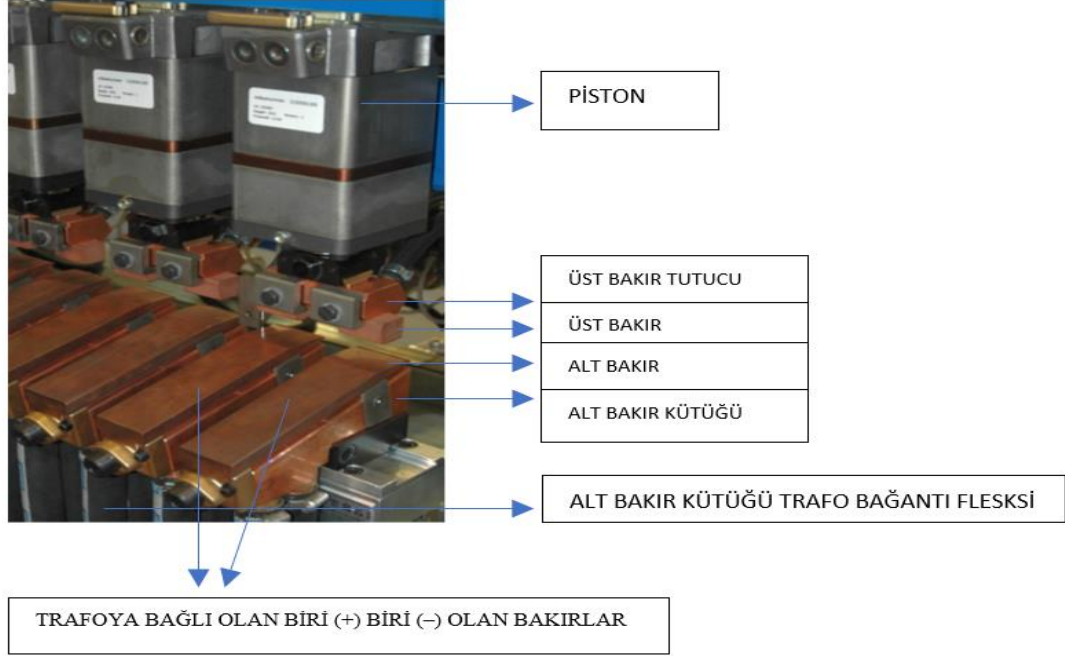 PİSTON
ÜST BAKIR TUTUCU
ÜST BAKIR
ALT BAKIR
ALT BAKIR KÜTÜĞÜ
ALT BAKIR KÜTÜĞÜ TRAFO BAĞANTI FLESKSİ
TRAFOYA BAĞLI OLAN BİRİ (+) BİRİ (–) OLAN BAKIRLAR